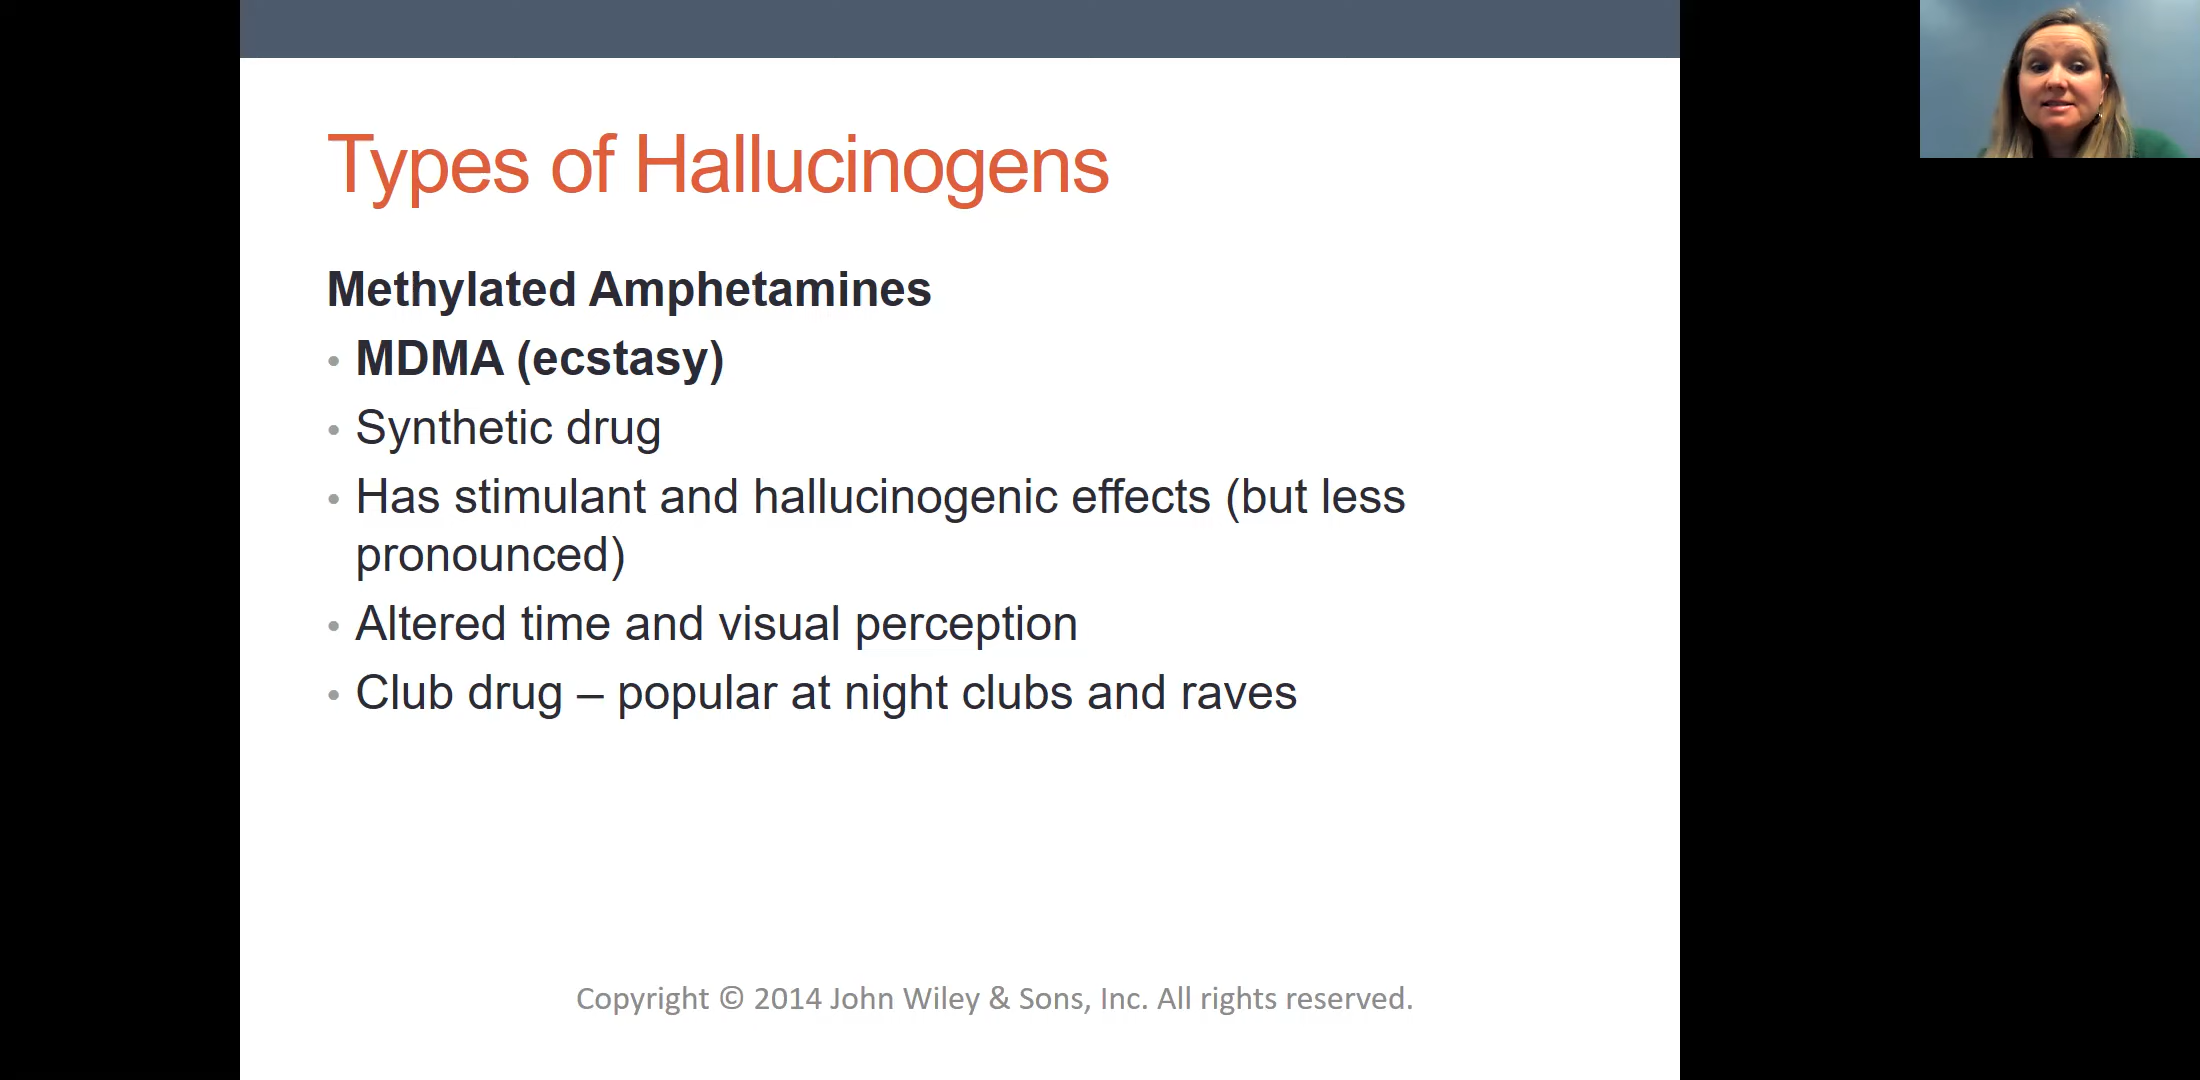 Types of Hallucinogens
Methylated Amphetamines
• MDMA (ecstasy)
• Synthetic drug
• Has stimulant and hallucinogenic effects (but less
pronounced)
• Altered time and visual perception
• Club drug – popular at night clubs and raves
Copyright © 2014 John Wiley & Sons, Inc. All rights reserved.